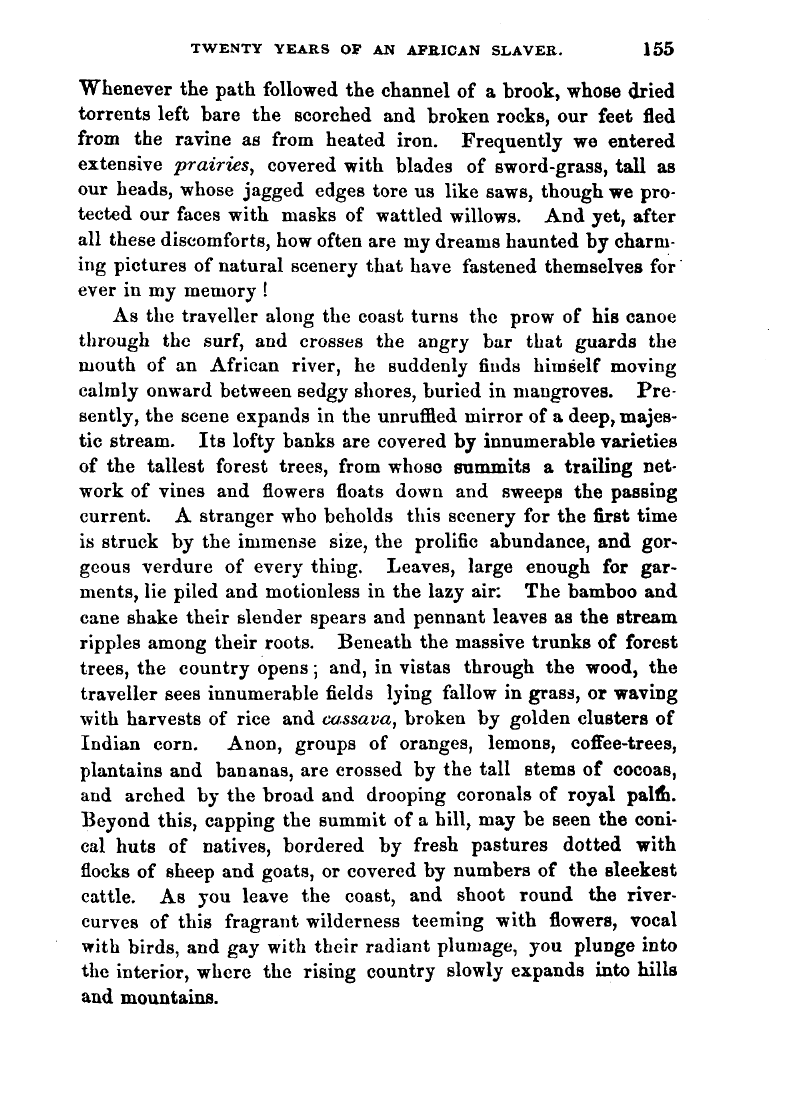 TWENTY YEARS OF AN AFRICAN SLAVER. 155
Whenever the path followed the channel of a brook, whose dried
torrents left bare the scorched and broken rocks, our feet fled
from the ravine as from heated iron. Frequently we entered
extensive prairies, covered with blades of sword-grass, tall as
our heads, whose jagged edges tore us like saws, though we pro-
tected our faces with masks of wattled willows. And yet, after
all these discomforts, how often are my dreams haunted by charm-
ing pictures of natural scenery that have fastened themselves for
ever in my memory !
As the traveller along the coast turns the prow of his canoe
through the surf, and crosses the angry bar that guards the
mouth of an African river, he suddenly finds himself moving
calmly onward between sedgy shores, buried in mangroves. Pre-
sently, the scene expands in the unruffled mirror of a deep, majes-
tic stream. Its lofty banks are covered by innumerable varieties
of the tallest forest trees, from whose summits a trailing net-
work of vines and flowers floats down and sweeps the passing
current. A stranger who beholds this scenery for the first time
is struck by the immense size, the prolific abundance, and gor-
geous verdure of every thing. Leaves, large enough for gar-
ments, lie piled and motionless in the lazy air. The bamboo and
cane shake their slender spears and pennant leaves as the stream
ripples among their roots. Beneath the massive trunks of forest
trees, the country opens ; and, in vistas through the wood, the
traveller sees innumerable fields lying fallow in grass, or waving
with harvests of rice and cassava, broken by golden clusters of
Indian corn. Anon, groups of oranges, lemons, coffee-trees,
plantains and bananas, are crossed by the tall stems of cocoas,
and arched by the broad and drooping coronals of royal palm.
Beyond this, capping the summit of a hill, may be seen the coni-
cal huts of natives, bordered by fresh pastures dotted with
flocks of sheep and goats, or covered by numbers of the sleekest
cattle. As you leave the coast, and shoot round the river-
curves of this fragrant wilderness teeming with flowers, vocal
with birds, and gay with their radiant plumage, you plunge into
the interior, where the rising country slowly expands into hills
and mountains.